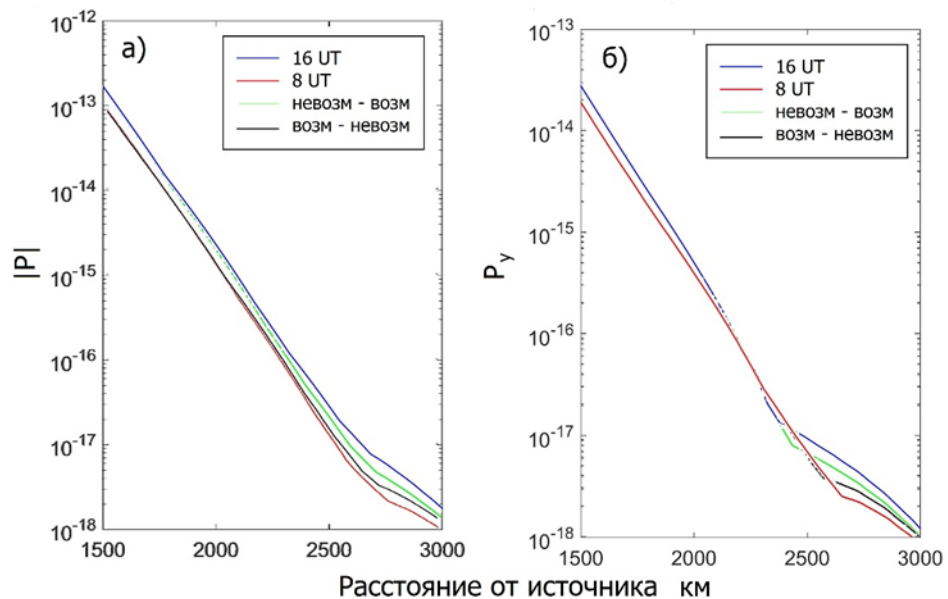 а)
16 UT
8 UT
невозм - возм
возм - невозм
|P|
10-12
10-13
10-14
10-15
10-16
10-17
10-18
1500
2000
2500
3000
б)
16 UT
8 UT
невозм - возм
возм - невозм
Py
10-13
10-14
10-15
10-16
10-17
10-18
1500
2000
2500
3000
Расстояние от источника км